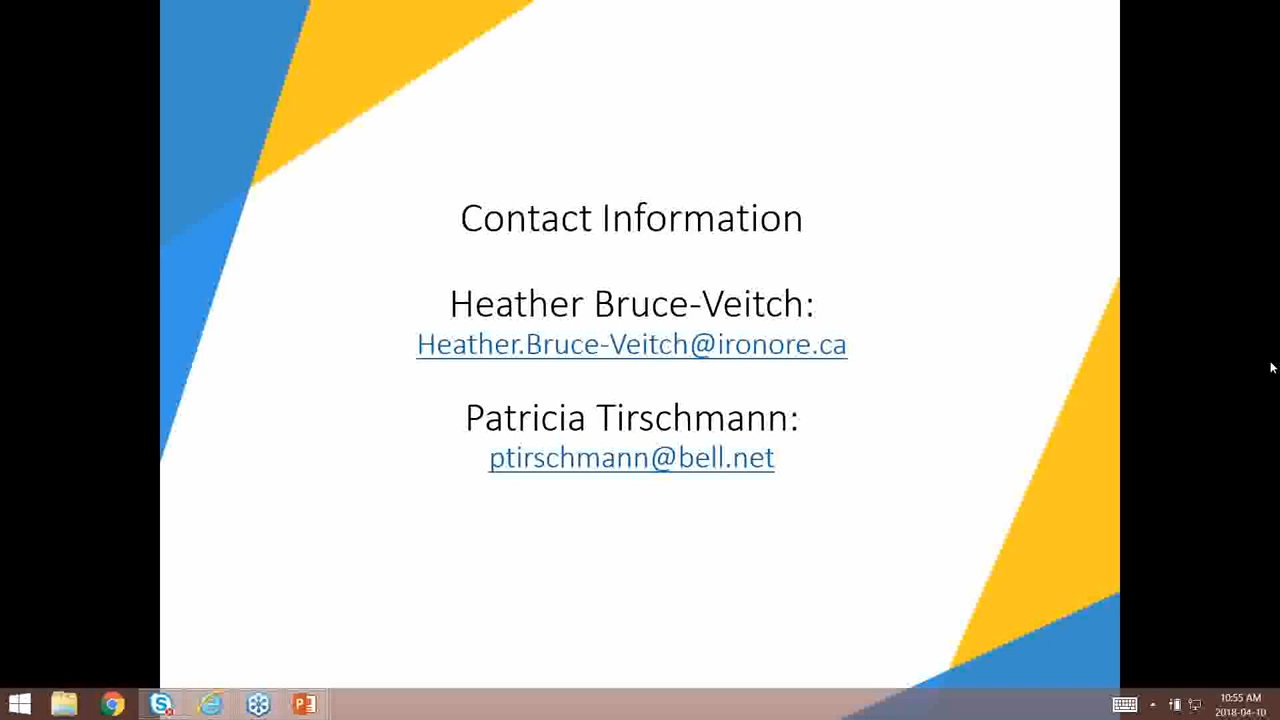 Contact Information
Heather Bruce-Veitch:
Heather.Bruce-Veitch@ironore.ca
Patricia Tirschmann:
ptirschmann@bell.net
10:55 AM
2018-04-10